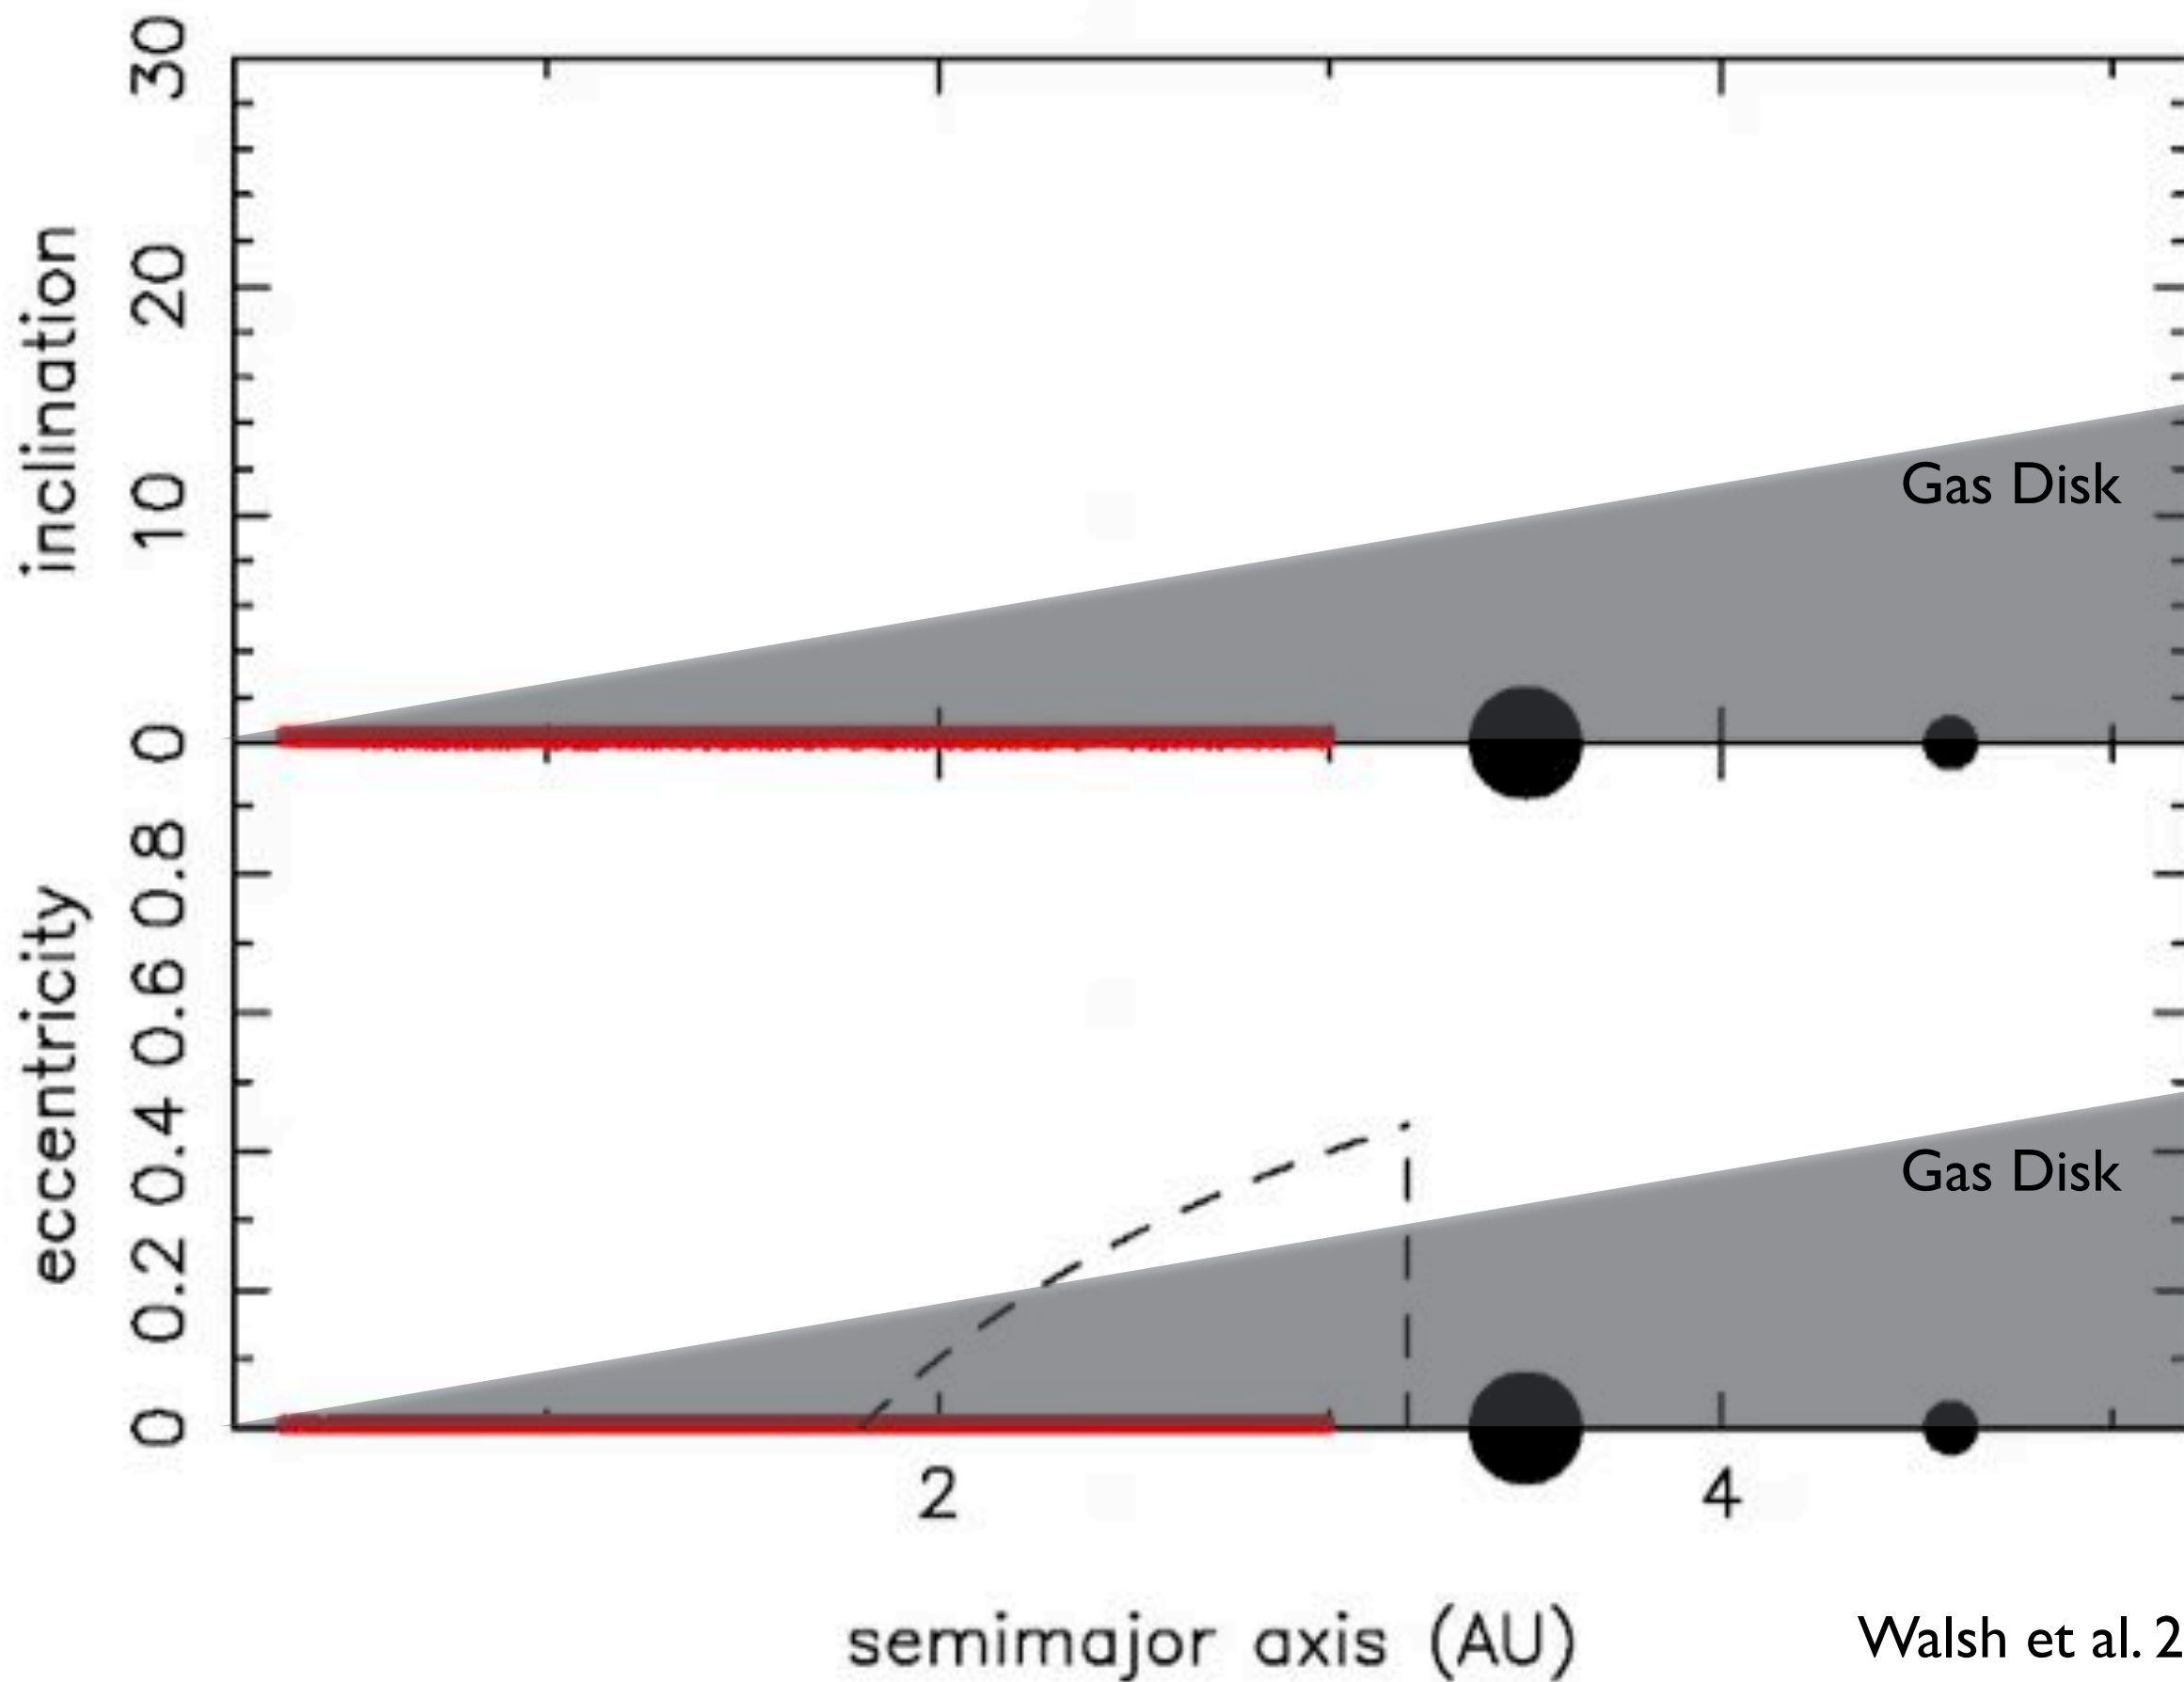 30
20
10
0
inclination
Gas Disk
0.8
0.6
0.4
0.2
0
eccentricity
Gas Disk
2 4
semimajor axis (AU)
Walsh et al. 2